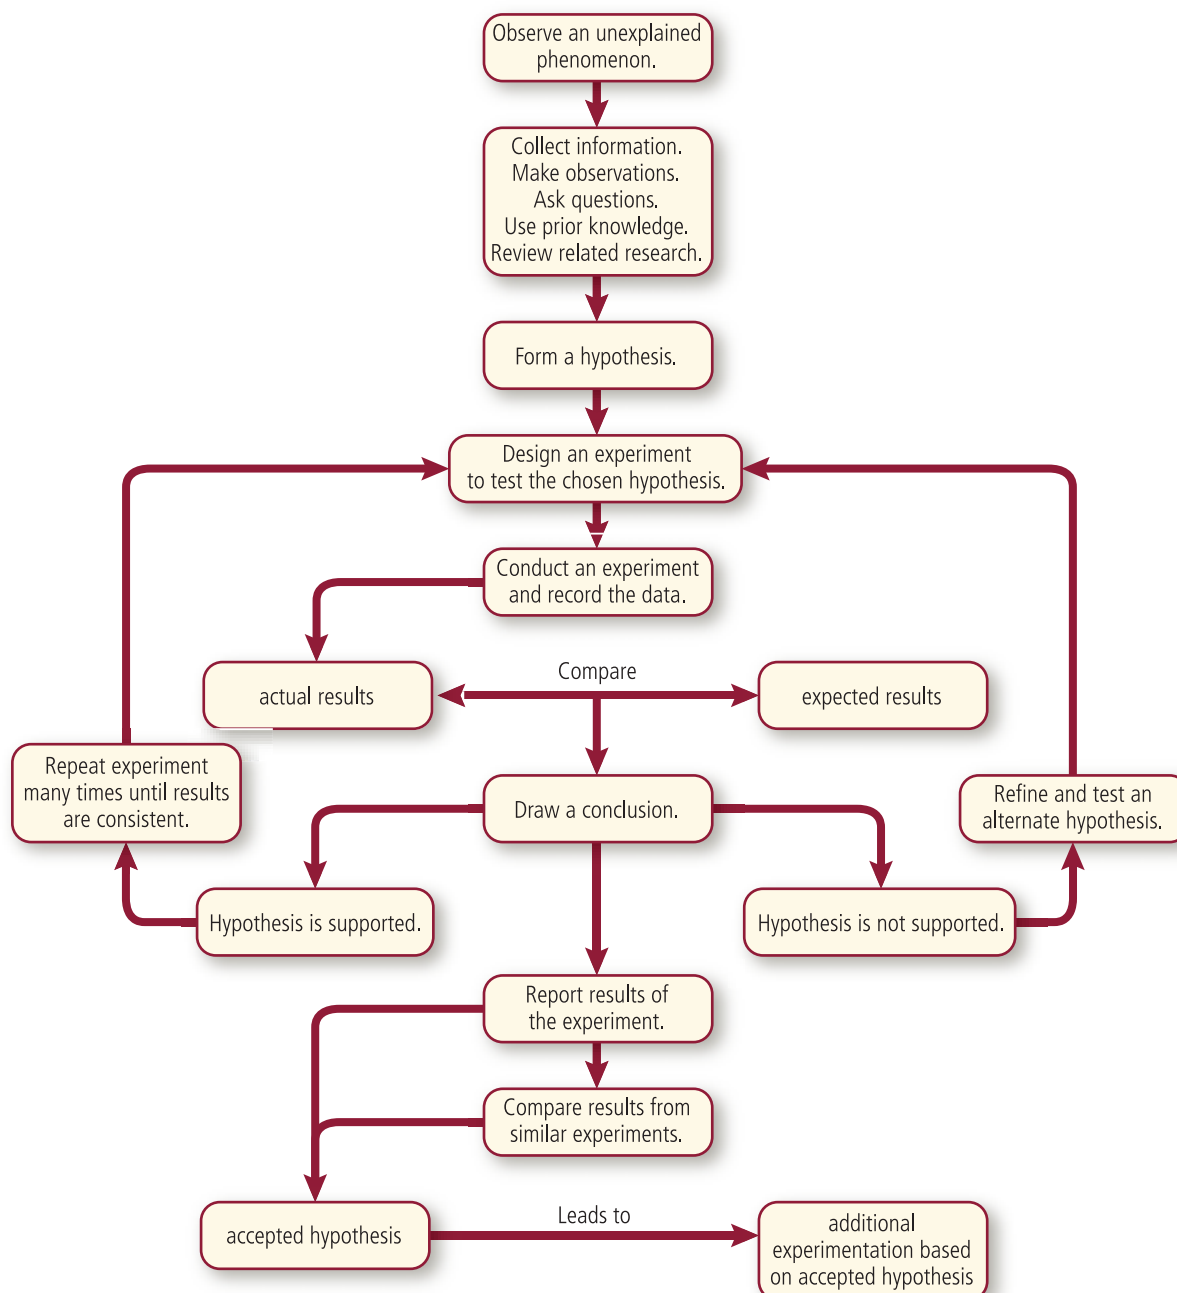 Observe an unexplained
phenomenon.
Collect information.
Make observations.
Ask questions.
Use prior knowledge.
Review related research.
Form a hypothesis.
Design an experiment
to test the chosen hypothesis.
Conduct an experiment
and record the data.
actual results
Compare
expected results
Repeat experiment
many times until results
are consistent.
Draw a conclusion.
Refine and test an
alternate hypothesis.
Hypothesis is supported.
Hypothesis is not supported.
Report results of
the experiment.
Compare results from
similar experiments.
accepted hypothesis
Leads to
additional
experimentation based
on accepted hypothesis